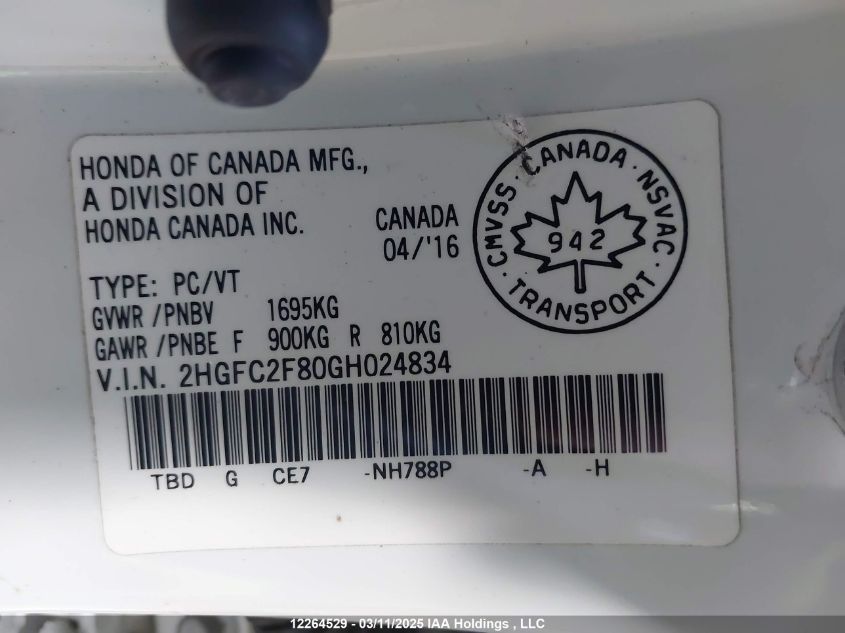 HONDA OF CANADA MFG.,
A DIVISION OF
HONDA CANADA INC.
CANADA
04/'16
TYPE: PC/VT
GVWR /PNBV 1695KG
GAWR /PNBE F 900KG R 810KG
V.I.N. 2HGFC2F80GH024834
TBD G CE7 -NH788P -A -H
CMVSS · CANADA · NSVAC · TRANSPORT ·
942
12264529 - 03/11/2025 IAA Holdings , LLC